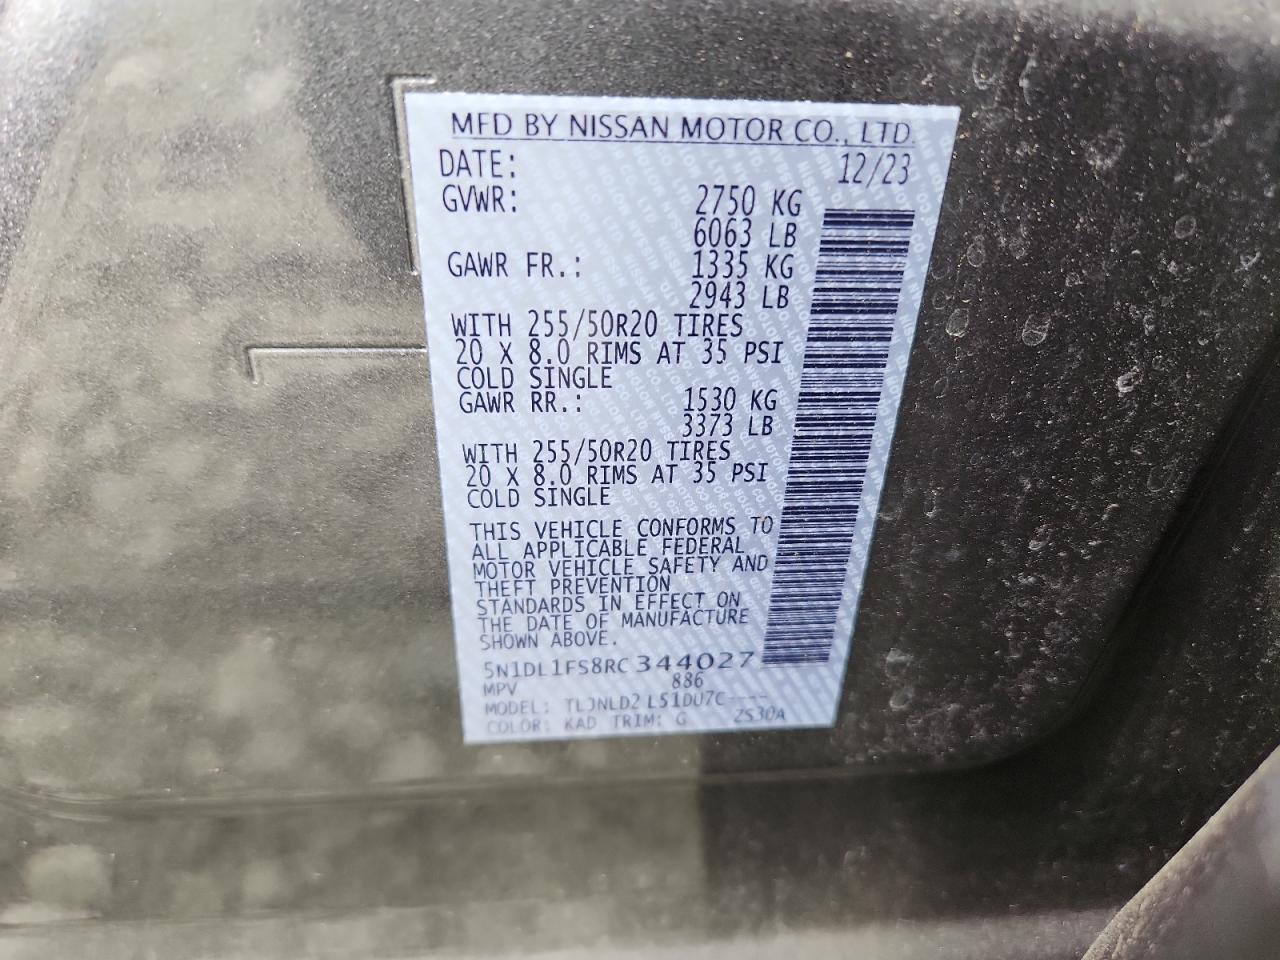 MFD BY NISSAN MOTOR CO., LTD.
DATE: 12/23
GVWR: 2750 KG
6063 LB
GAWR FR.: 1335 KG
2943 LB
WITH 255/50R20 TIRES
20 X 8.0 RIMS AT 35 PSI
COLD SINGLE
GAWR RR.: 1530 KG
3373 LB
WITH 255/50R20 TIRES
20 X 8.0 RIMS AT 35 PSI
COLD SINGLE
THIS VEHICLE CONFORMS TO
ALL APPLICABLE FEDERAL
MOTOR VEHICLE SAFETY AND
THEFT PREVENTION
STANDARDS IN EFFECT ON
THE DATE OF MANUFACTURE
SHOWN ABOVE.
5N1DL1FS8RC344027
MPV 886
MODEL: TLJNLD2 L51DU7C----
COLOR: KAD TRIM: G ZS30A